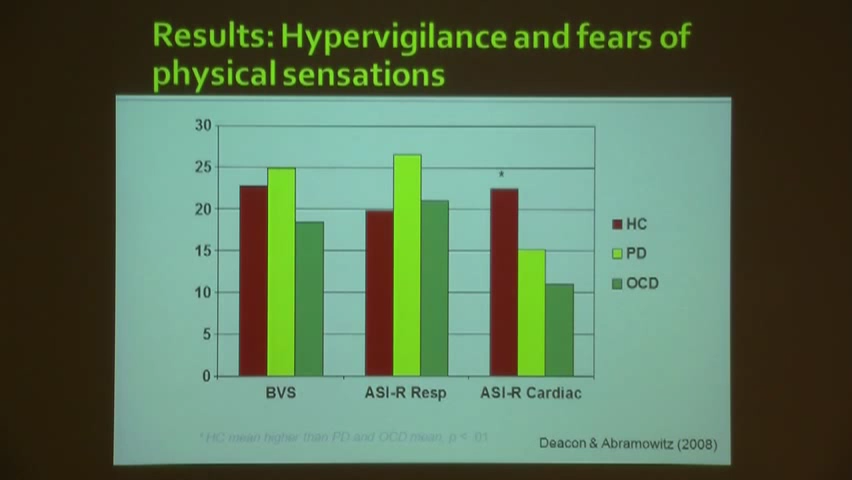 Results: Hypervigilance and fears of
physical sensations
30
25
20
15
10
5
0
*
HC
PD
OCD
BVS
ASI-R Resp
ASI-R Cardiac
* HC mean higher than PD and OCD mean, p < .01
Deacon & Abramowitz (2008)